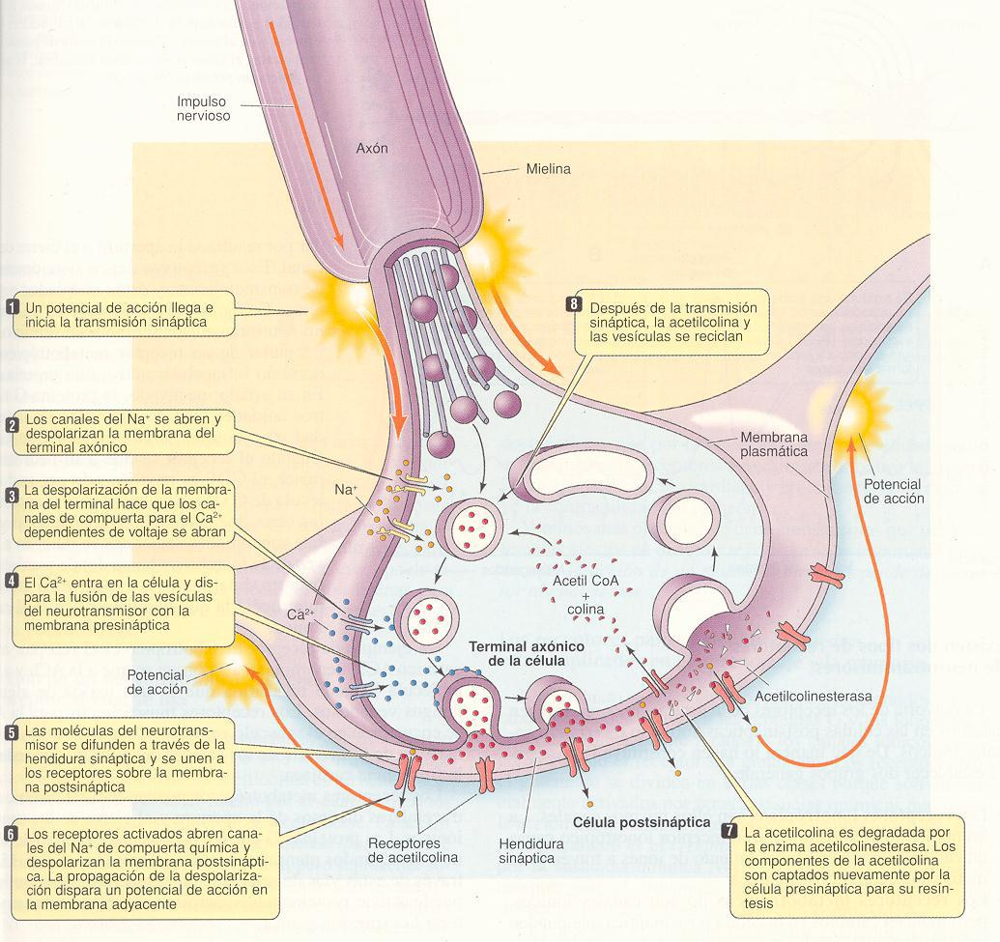 Impulso
nervioso
Axón
Mielina
1 Un potencial de acción llega e
inicia la transmisión sináptica
8 Después de la transmisión
sináptica, la acetilcolina y
las vesículas se reciclan
2 Los canales del Na⁺ se abren y
despolarizan la membrana del
terminal axónico
Membrana
plasmática
Na⁺
Potencial
de acción
3 La despolarización de la membra-
na del terminal hace que los ca-
nales de compuerta para el Ca²⁺
dependientes de voltaje se abran
4 El Ca²⁺ entra en la célula y dis-
para la fusión de las vesículas
del neurotransmisor con la
membrana presináptica
Acetil CoA
+
colina
Ca²⁺
Terminal axónico
de la célula
Potencial
de acción
Acetilcolinesterasa
5 Las moléculas del neurotrans-
misor se difunden a través de la
hendidura sináptica y se unen a
los receptores sobre la membra-
na postsináptica
Célula postsináptica
6 Los receptores activados abren cana-
les del Na⁺ de compuerta química y
despolarizan la membrana postsinápti-
ca. La propagación de la despolariza-
ción dispara un potencial de acción en
la membrana adyacente
Receptores
de acetilcolina
Hendidura
sináptica
7 La acetilcolina es degradada por
la enzima acetilcolinesterasa. Los
componentes de la acetilcolina
son captados nuevamente por la
célula presináptica para su resín-
tesis